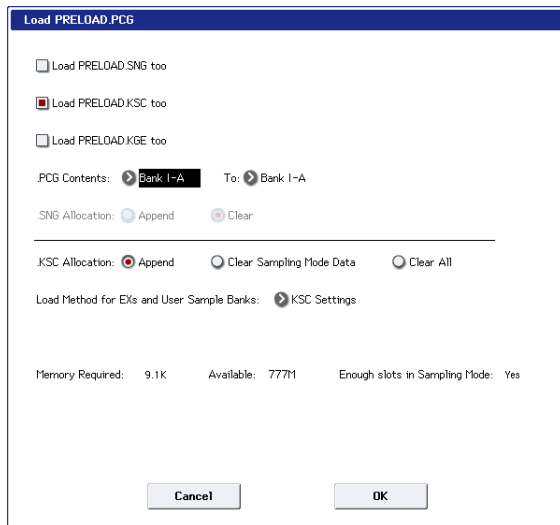 Load PRELOAD.PCG
Load PRELOAD.SNG too
Load PRELOAD.KSC too
Load PRELOAD.KGE too
.PCG Contents: Bank I-A To: Bank I-A
.SNG Allocation: Append Clear
.KSC Allocation: Append Clear Sampling Mode Data Clear All
Load Method for EXs and User Sample Banks: KSC Settings
Memory Required: 9.1K Available: 777M Enough slots in Sampling Mode: Yes
Cancel OK